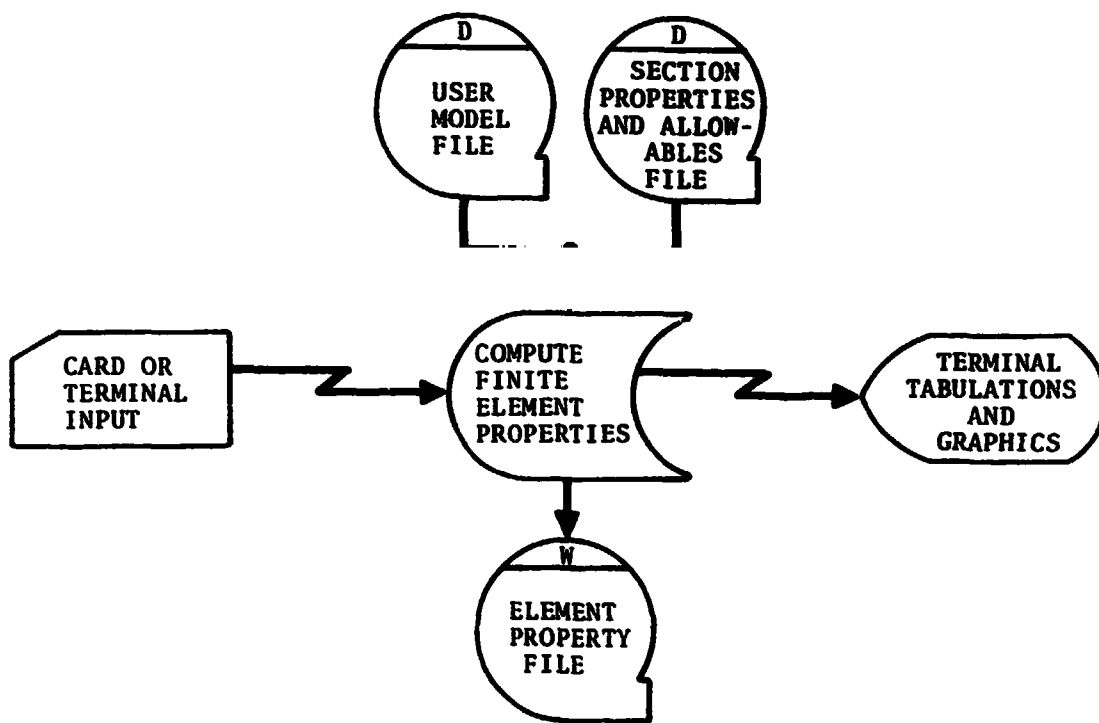 D
USER
MODEL
FILE
D
SECTION
PROPERTIES
AND ALLOW-
ABLES
FILE
CARD OR
TERMINAL
INPUT
COMPUTE
FINITE
ELEMENT
PROPERTIES
TERMINAL
TABULATIONS
AND
GRAPHICS
W
ELEMENT
PROPERTY
FILE